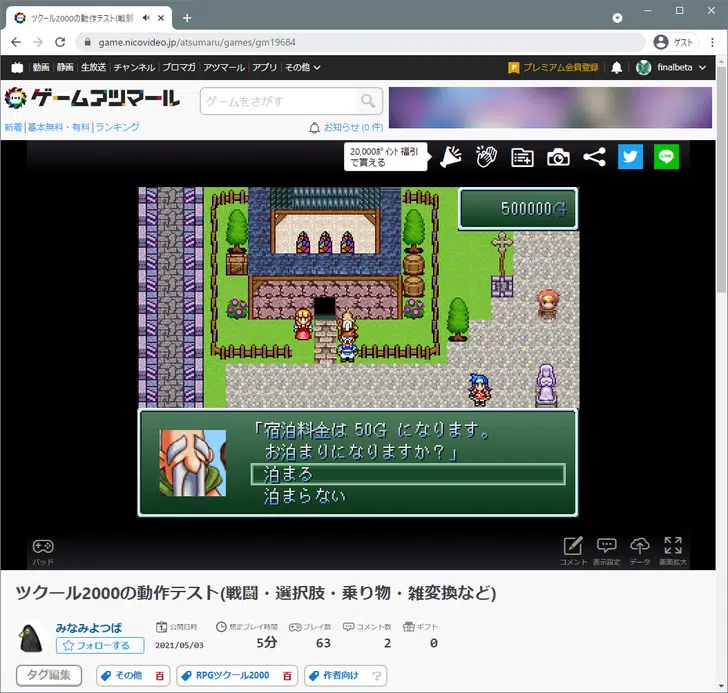 ツクール2000の動作テスト(戦闘
game.nicovideo.jp/atsumaru/games/gm19684
ゲスト
動画 静画 生放送 チャンネル ブロマガ アツマール アプリ その他
プレミアム会員登録
finalbeta
ゲームアツマール
ゲームをさがす
新着 | 基本無料・有料 | ランキング
お知らせ (0 件)
20,000ポイント福引
で買える
LINE
500000G
「宿泊料金は 50G になります。
お泊まりになりますか？」
泊まる
泊まらない
パッド
コメント 表示設定 データ 画面拡大
ツクール2000の動作テスト(戦闘・選択肢・乗り物・雑変換など)
みなみよつば
フォローする
公開日時 想定プレイ時間 プレイ数 コメント数 ギフト
2021/05/03 5分 63 2 0
タグ編集
その他 百
RPGツクール2000 百
作者向け ?